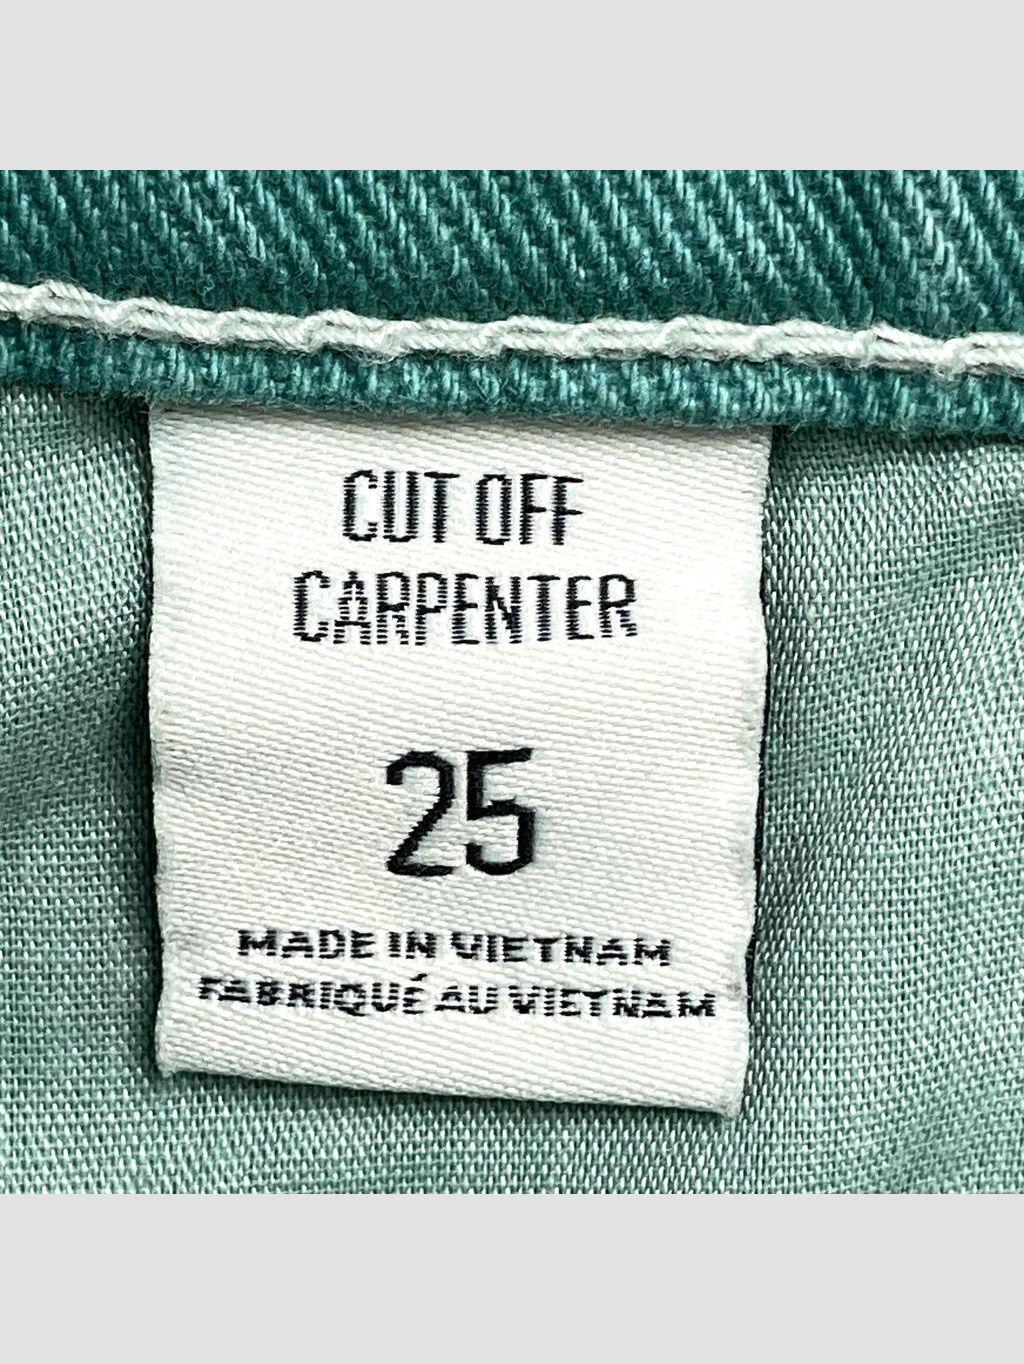 CUT OFF
CARPENTER
25
MADE IN VIETNAM
FABRIQUÉ AU VIETNAM